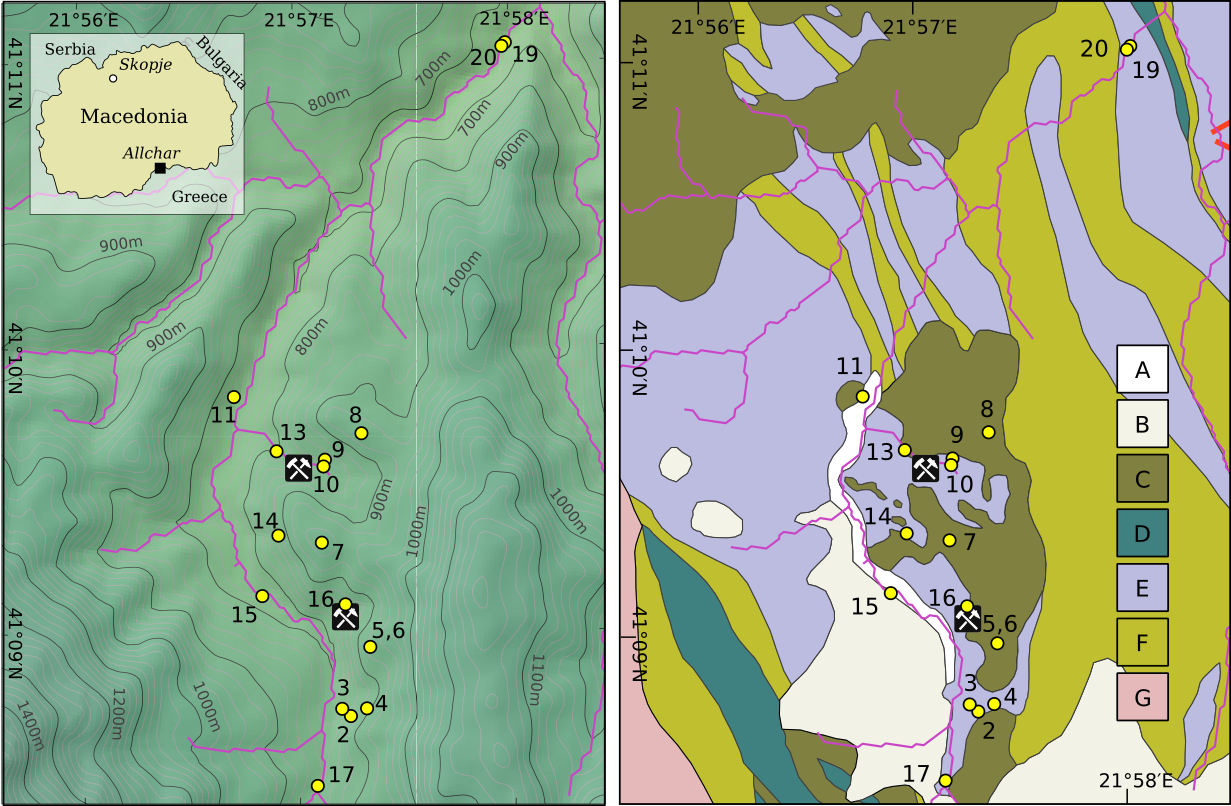 21°56′E
21°57′E
21°58′E
41°11′N
41°10′N
41°09′N
Serbia
Bulgaria
Skopje
Macedonia
Allchar
Greece
800m
700m
700m
900m
900m
1000m
900m
800m
900m
1000m
1000m
1400m
1200m
1000m
1100m
20
19
11
8
13
9
10
14
7
15
16
5,6
3
4
2
17
21°56′E
21°57′E
41°11′N
41°10′N
41°09′N
21°58′E
20
19
11
8
13
9
10
14
7
15
16
5,6
3
4
2
17
A
B
C
D
E
F
G